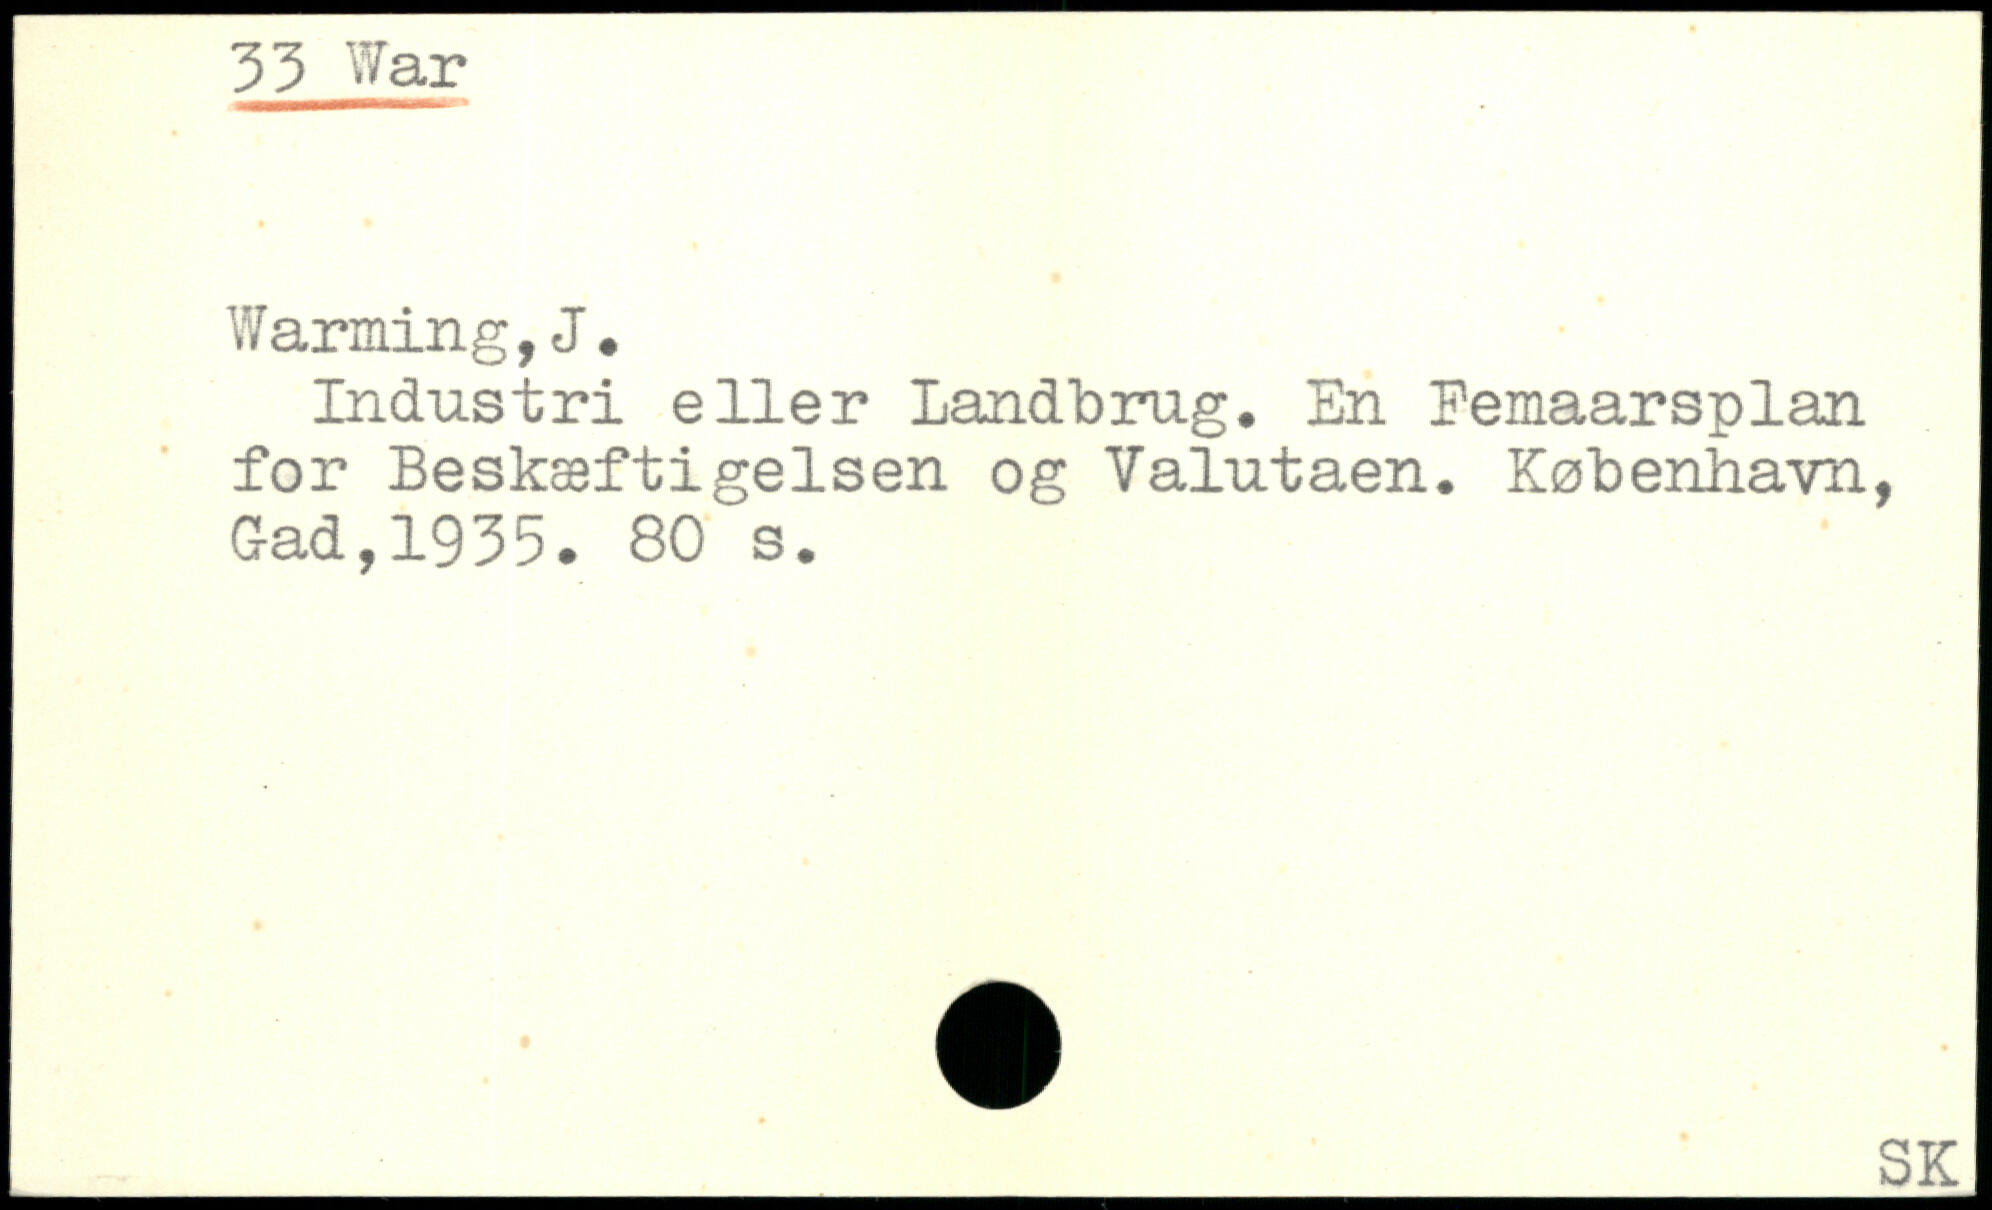 33 War
Warming,J.
Industri eller Landbrug. En Femaarsplan
for Beskæftigelsen og Valutaen. København,
Gad,1935. 80 s.
SK